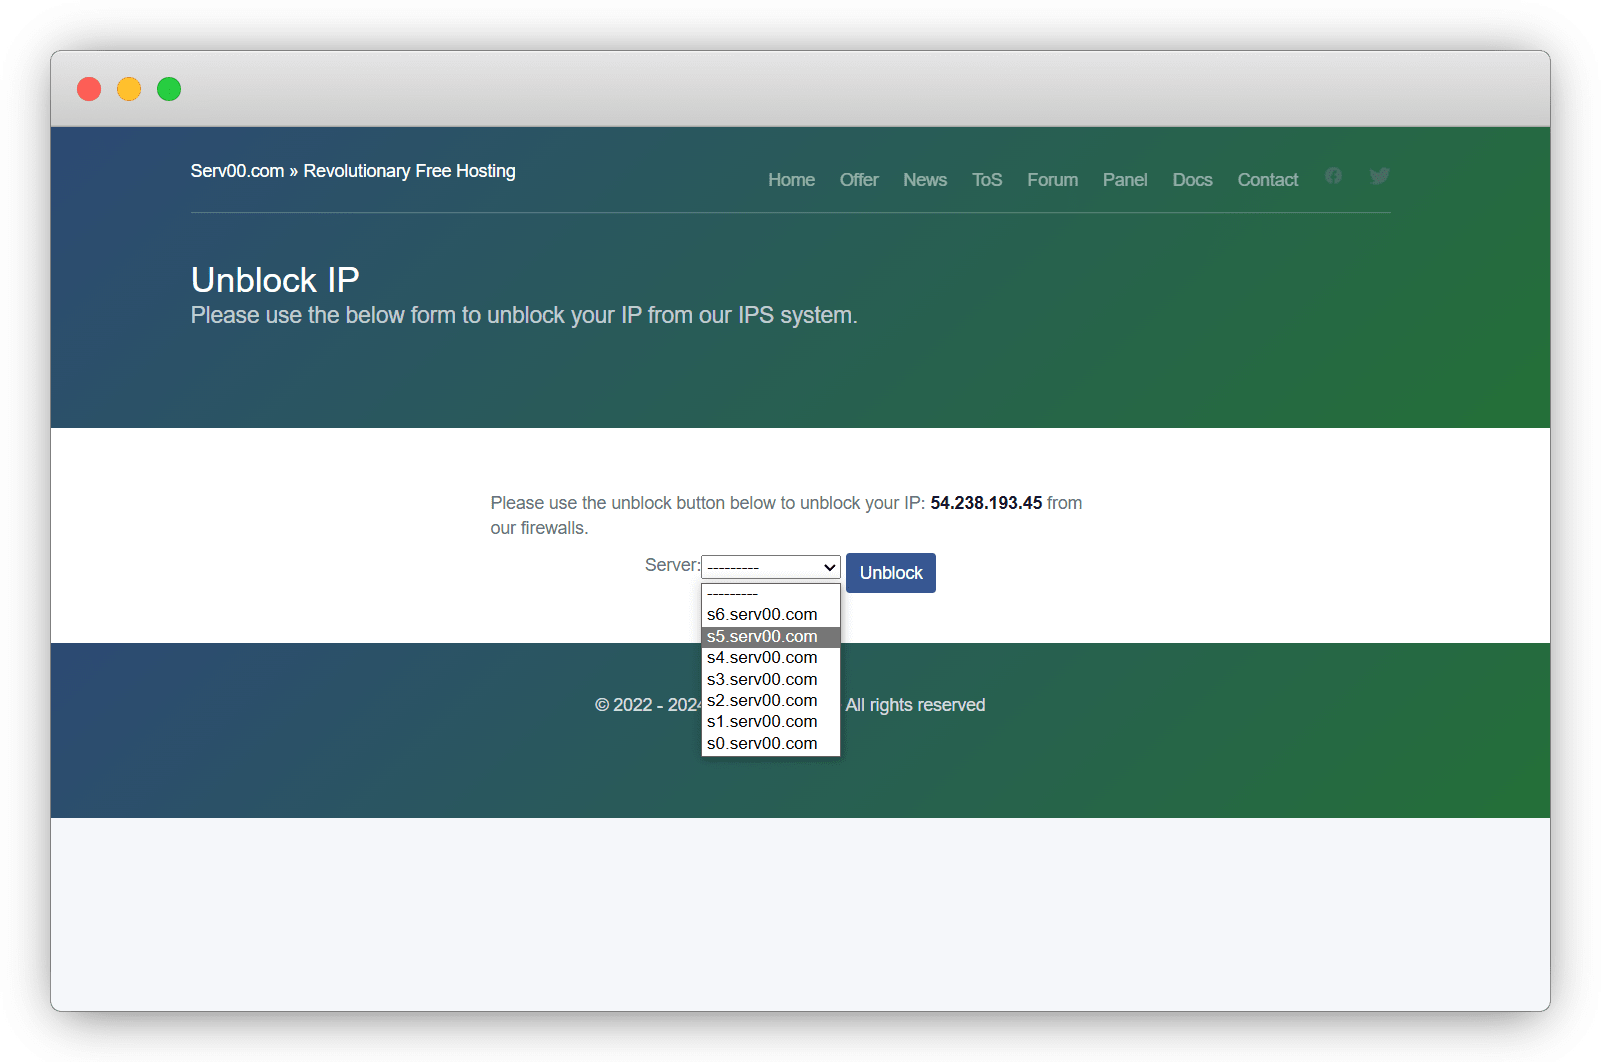 Serv00.com » Revolutionary Free Hosting
Home Offer News ToS Forum Panel Docs Contact
Unblock IP
Please use the below form to unblock your IP from our IPS system.
Please use the unblock button below to unblock your IP: 54.238.193.45 from
our firewalls.
Server: --------- Unblock
---------
s6.serv00.com
s5.serv00.com
s4.serv00.com
s3.serv00.com
s2.serv00.com
s1.serv00.com
s0.serv00.com
© 2022 - 2024 All rights reserved